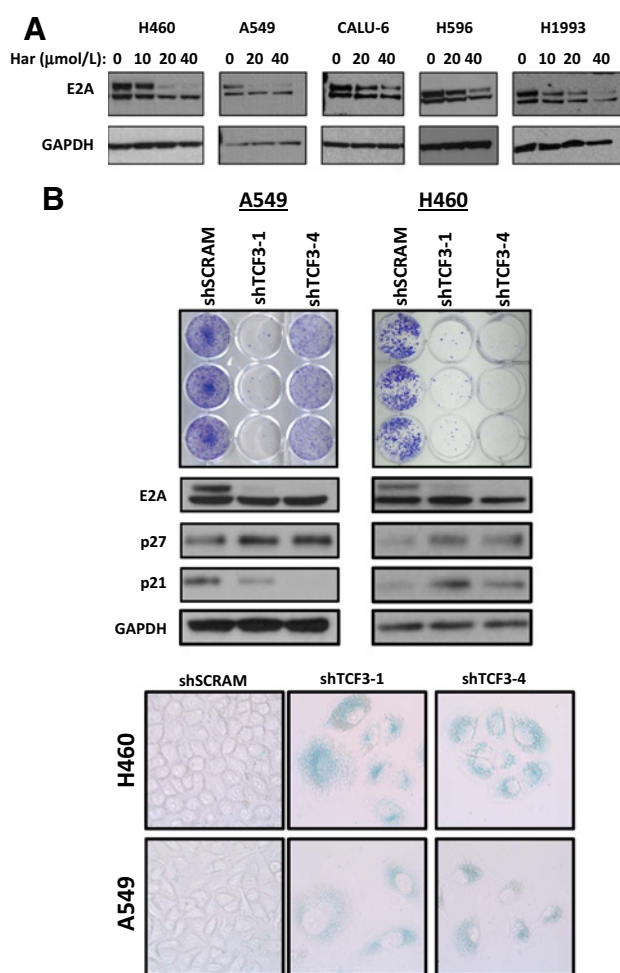 A
H460 A549 CALU-6 H596 H1993
Har (μmol/L): 0 10 20 40 0 20 40 0 20 40 0 20 40 0 10 20 40
E2A
GAPDH
B
A549 H460
shSCRAM shTCF3-1 shTCF3-4 shSCRAM shTCF3-1 shTCF3-4
E2A
p27
p21
GAPDH
shSCRAM shTCF3-1 shTCF3-4
H460
A549